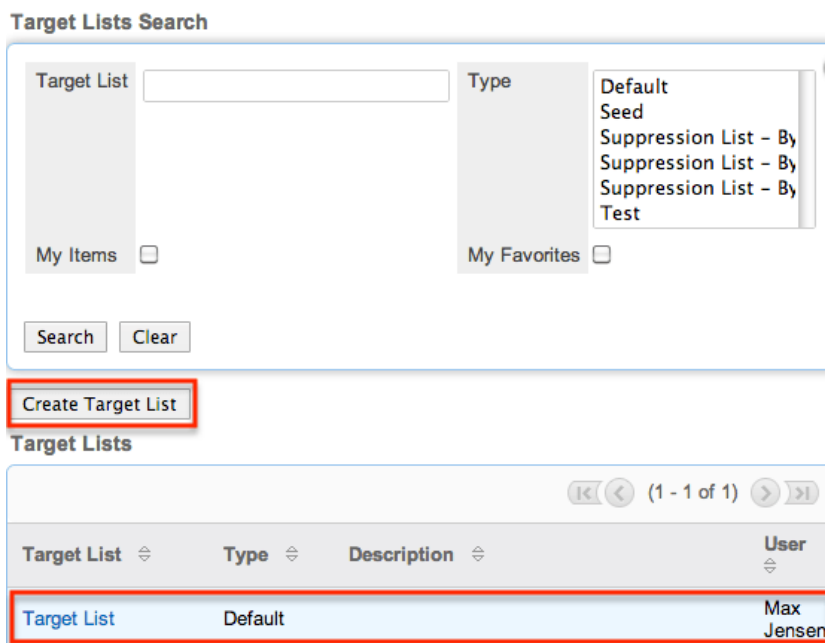 Target Lists Search
Target List
Type
Default
Seed
Suppression List – By
Suppression List – By
Suppression List – By
Test
My Items
My Favorites
Search Clear
Create Target List
Target Lists
(1 - 1 of 1)
Target List Type Description User
Target List Default Max Jensen